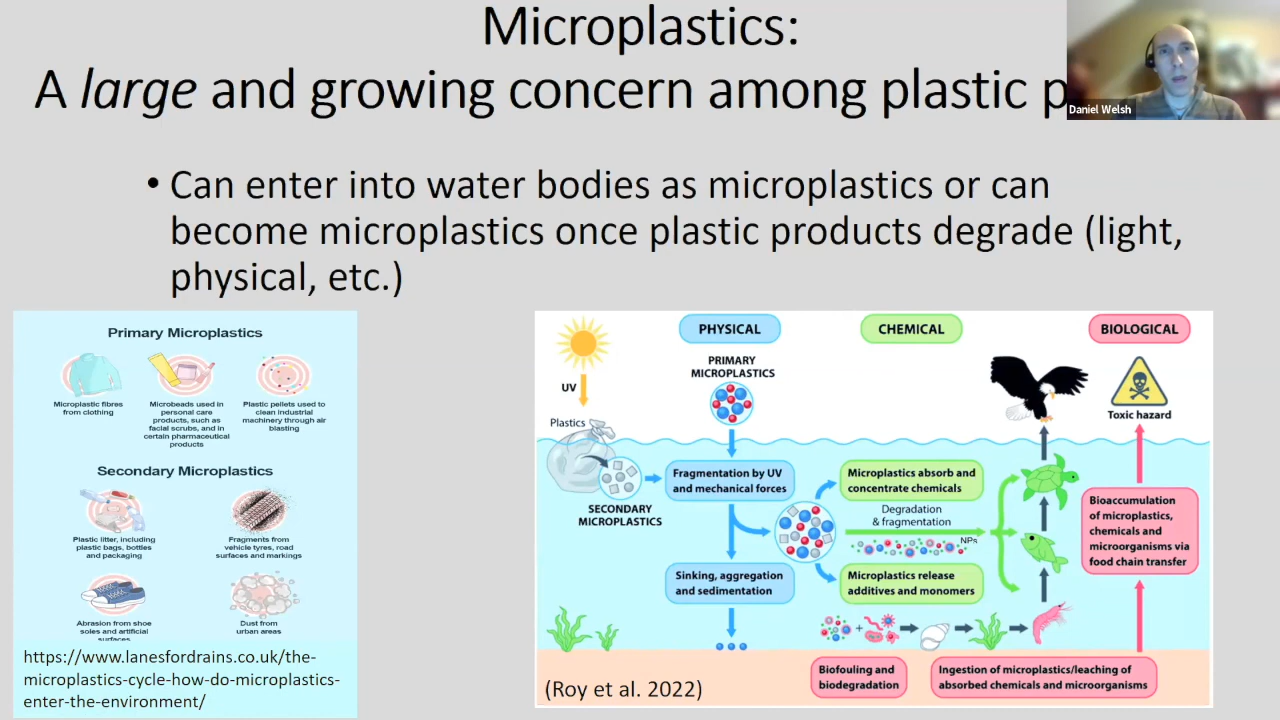 Microplastics:
A large and growing concern among plastic p
Daniel Welsh
• Can enter into water bodies as microplastics or can
become microplastics once plastic products degrade (light,
physical, etc.)
Primary Microplastics
Microplastic fibres
from clothing
Microbeads used in
personal care
products, such as
facial scrubs, and in
certain pharmaceutical
products
Plastic pellets used to
clean industrial
machinery through air
blasting
Secondary Microplastics
Plastic litter, including
plastic bags, bottles
and packaging
Fragments from
vehicle tyres, road
surfaces and markings
Abrasion from shoe
soles and artificial
surfaces
Dust from
urban areas
https://www.lanesfordrains.co.uk/the-
microplastics-cycle-how-do-microplastics-
enter-the-environment/
PHYSICAL
CHEMICAL
BIOLOGICAL
UV
Plastics
PRIMARY
MICROPLASTICS
Toxic hazard
SECONDARY
MICROPLASTICS
Fragmentation by UV
and mechanical forces
Sinking, aggregation
and sedimentation
Microplastics absorb and
concentrate chemicals
Degradation
& fragmentation
NPs
Microplastics release
additives and monomers
Bioaccumulation
of microplastics,
chemicals and
microorganisms via
food chain transfer
+
Biofouling and
biodegradation
Ingestion of microplastics/leaching of
absorbed chemicals and microorganisms
(Roy et al. 2022)